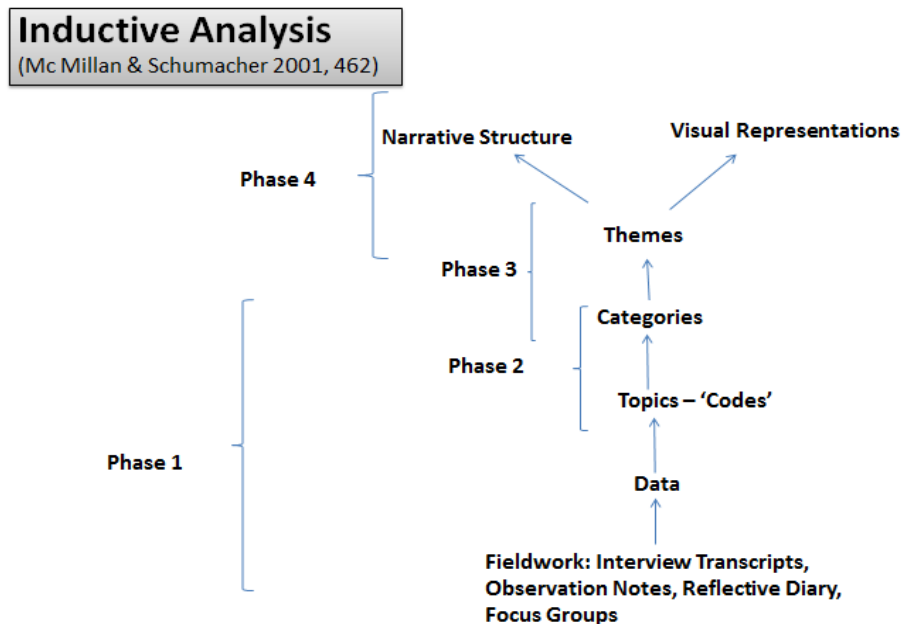 Inductive Analysis
(Mc Millan & Schumacher 2001, 462)
Narrative Structure
Visual Representations
Phase 4
Themes
Phase 3
Categories
Phase 2
Topics – ‘Codes’
Phase 1
Data
Fieldwork: Interview Transcripts,
Observation Notes, Reflective Diary,
Focus Groups